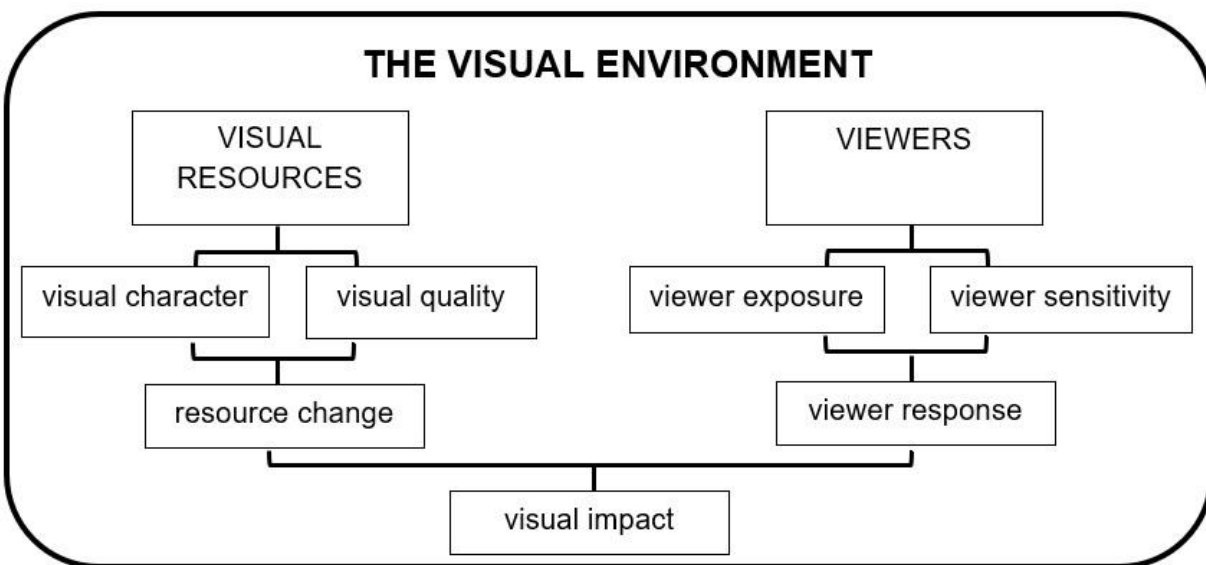 THE VISUAL ENVIRONMENT
VISUAL
RESOURCES
VIEWERS
visual character
visual quality
viewer exposure
viewer sensitivity
resource change
viewer response
visual impact